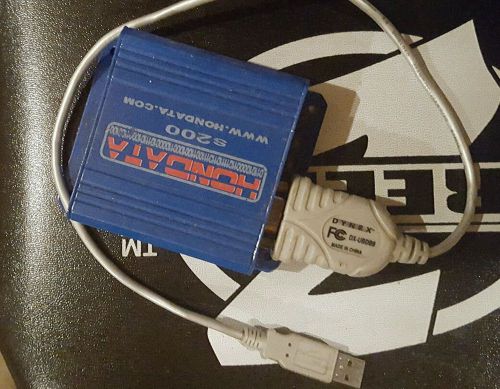 HONDATA
s200
WWW.HONDATA.COM
DYNEX
FC
DX-UBDB9
MADE IN CHINA
TM